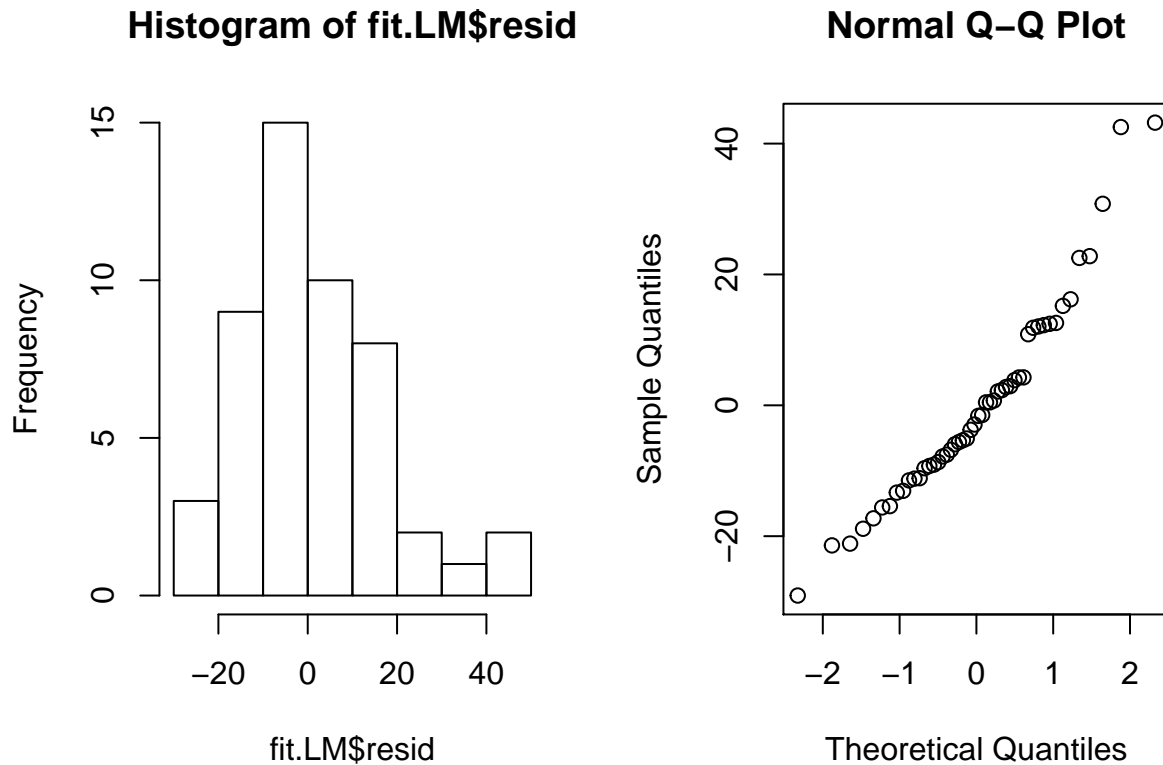 Histogram of fit.LM$resid
Frequency
15
10
5
0
−20 0 20 40
fit.LM$resid
Normal Q−Q Plot
Sample Quantiles
40
20
0
−20
−2 −1 0 1 2
Theoretical Quantiles